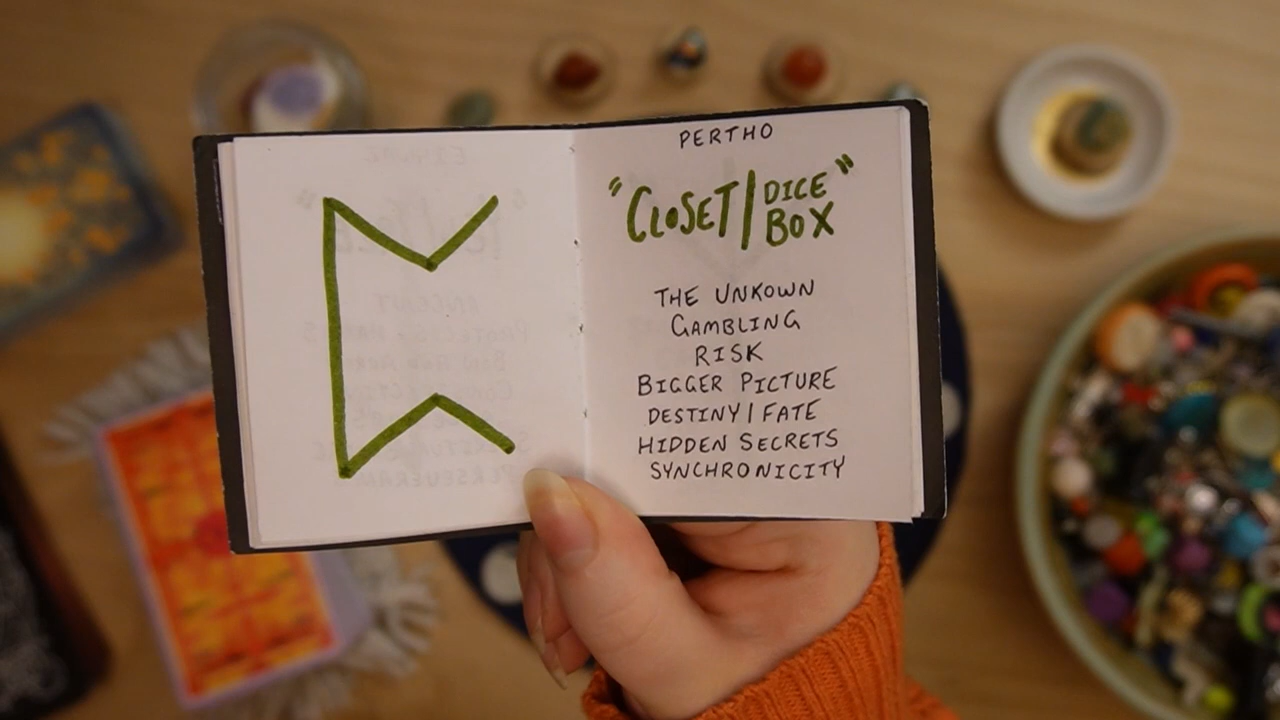 PERTHO
"CLOSET/DICE BOX"
THE UNKOWN
GAMBLING
RISK
BIGGER PICTURE
DESTINY/FATE
HIDDEN SECRETS
SYNCHRONICITY